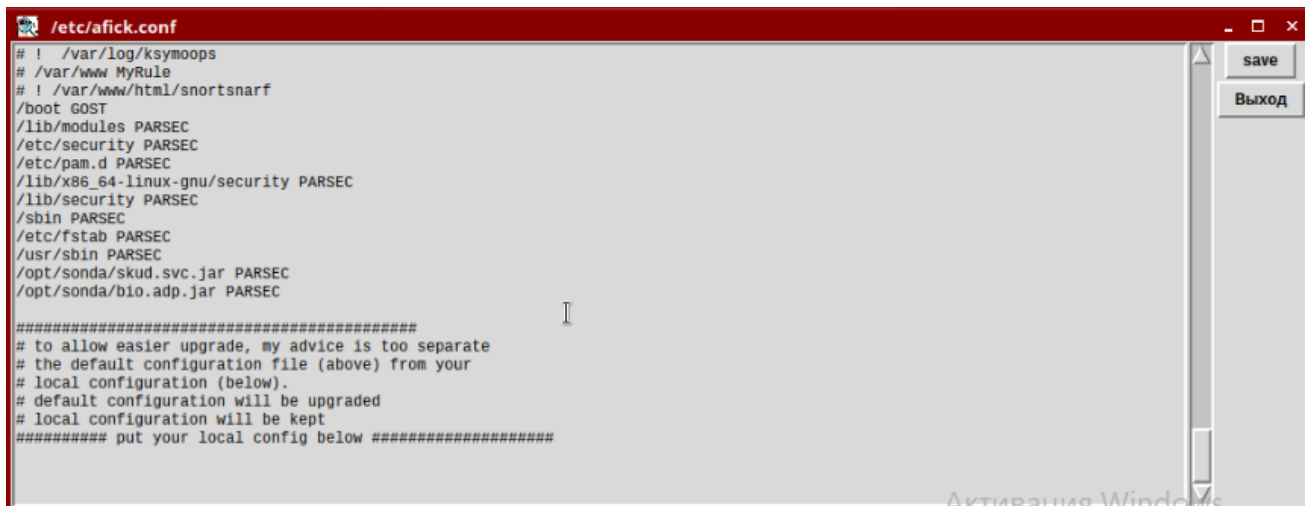 /etc/afick.conf
# ! /var/log/ksymoops
# /var/www MyRule
# ! /var/www/html/snortsnarf
/boot GOST
/lib/modules PARSEC
/etc/security PARSEC
/etc/pam.d PARSEC
/lib/x86_64-linux-gnu/security PARSEC
/lib/security PARSEC
/sbin PARSEC
/etc/fstab PARSEC
/usr/sbin PARSEC
/opt/sonda/skud.svc.jar PARSEC
/opt/sonda/bio.adp.jar PARSEC
############################################
# to allow easier upgrade, my advice is too separate
# the default configuration file (above) from your
# local configuration (below).
# default configuration will be upgraded
# local configuration will be kept
########## put your local config below ####################
save
Выход
Активация Windows